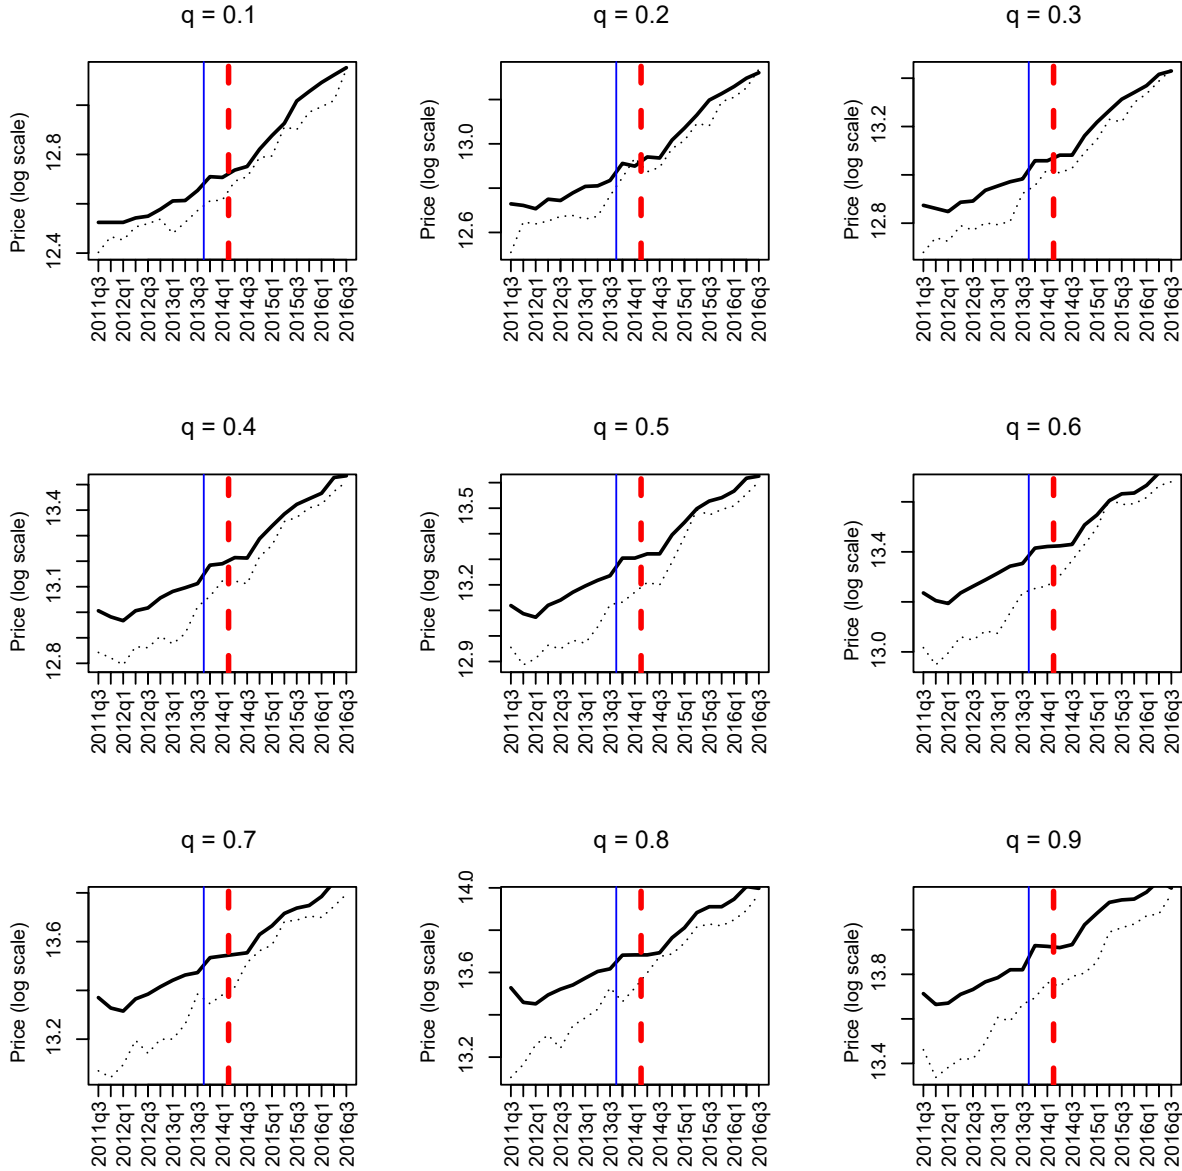 q = 0.1
q = 0.2
q = 0.3
Price (log scale)
12.4
12.8
2011q3
2012q1
2012q3
2013q1
2013q3
2014q1
2014q3
2015q1
2015q3
2016q1
2016q3
Price (log scale)
12.6
13.0
2011q3
2012q1
2012q3
2013q1
2013q3
2014q1
2014q3
2015q1
2015q3
2016q1
2016q3
Price (log scale)
12.8
13.2
2011q3
2012q1
2012q3
2013q1
2013q3
2014q1
2014q3
2015q1
2015q3
2016q1
2016q3
q = 0.4
q = 0.5
q = 0.6
Price (log scale)
12.8
13.1
13.4
2011q3
2012q1
2012q3
2013q1
2013q3
2014q1
2014q3
2015q1
2015q3
2016q1
2016q3
Price (log scale)
12.9
13.2
13.5
2011q3
2012q1
2012q3
2013q1
2013q3
2014q1
2014q3
2015q1
2015q3
2016q1
2016q3
Price (log scale)
13.0
13.4
2011q3
2012q1
2012q3
2013q1
2013q3
2014q1
2014q3
2015q1
2015q3
2016q1
2016q3
q = 0.7
q = 0.8
q = 0.9
Price (log scale)
13.2
13.6
2011q3
2012q1
2012q3
2013q1
2013q3
2014q1
2014q3
2015q1
2015q3
2016q1
2016q3
Price (log scale)
13.2
13.6
14.0
2011q3
2012q1
2012q3
2013q1
2013q3
2014q1
2014q3
2015q1
2015q3
2016q1
2016q3
Price (log scale)
13.4
13.8
2011q3
2012q1
2012q3
2013q1
2013q3
2014q1
2014q3
2015q1
2015q3
2016q1
2016q3